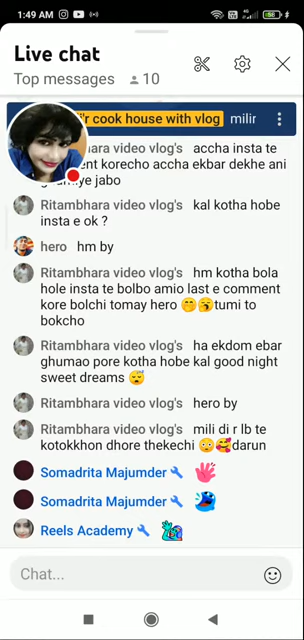 1:49 AM
4G
58
Live chat
Top messages
10
cook house with vlog
hara video vlog's accha insta te
nt korecho accha ekbar dekhe ani
jabo
Ritambhara video vlog's kal kotha hobe
insta e ok ?
hero hm by
Ritambhara video vlog's hm kotha bola
hole insta te bolbo amio last e comment
kore bolchi tomay hero 🤭🤫tumi to
bokcho
Ritambhara video vlog's ha ekdom ebar
ghumao pore kotha hobe kal good night
sweet dreams 😴
Ritambhara video vlog's hero by
Ritambhara video vlog's mili di r lb te
kotokkhon dhore thekechi 😳🥰darun
Somadrita Majumder
Somadrita Majumder
Reels Academy
Chat...